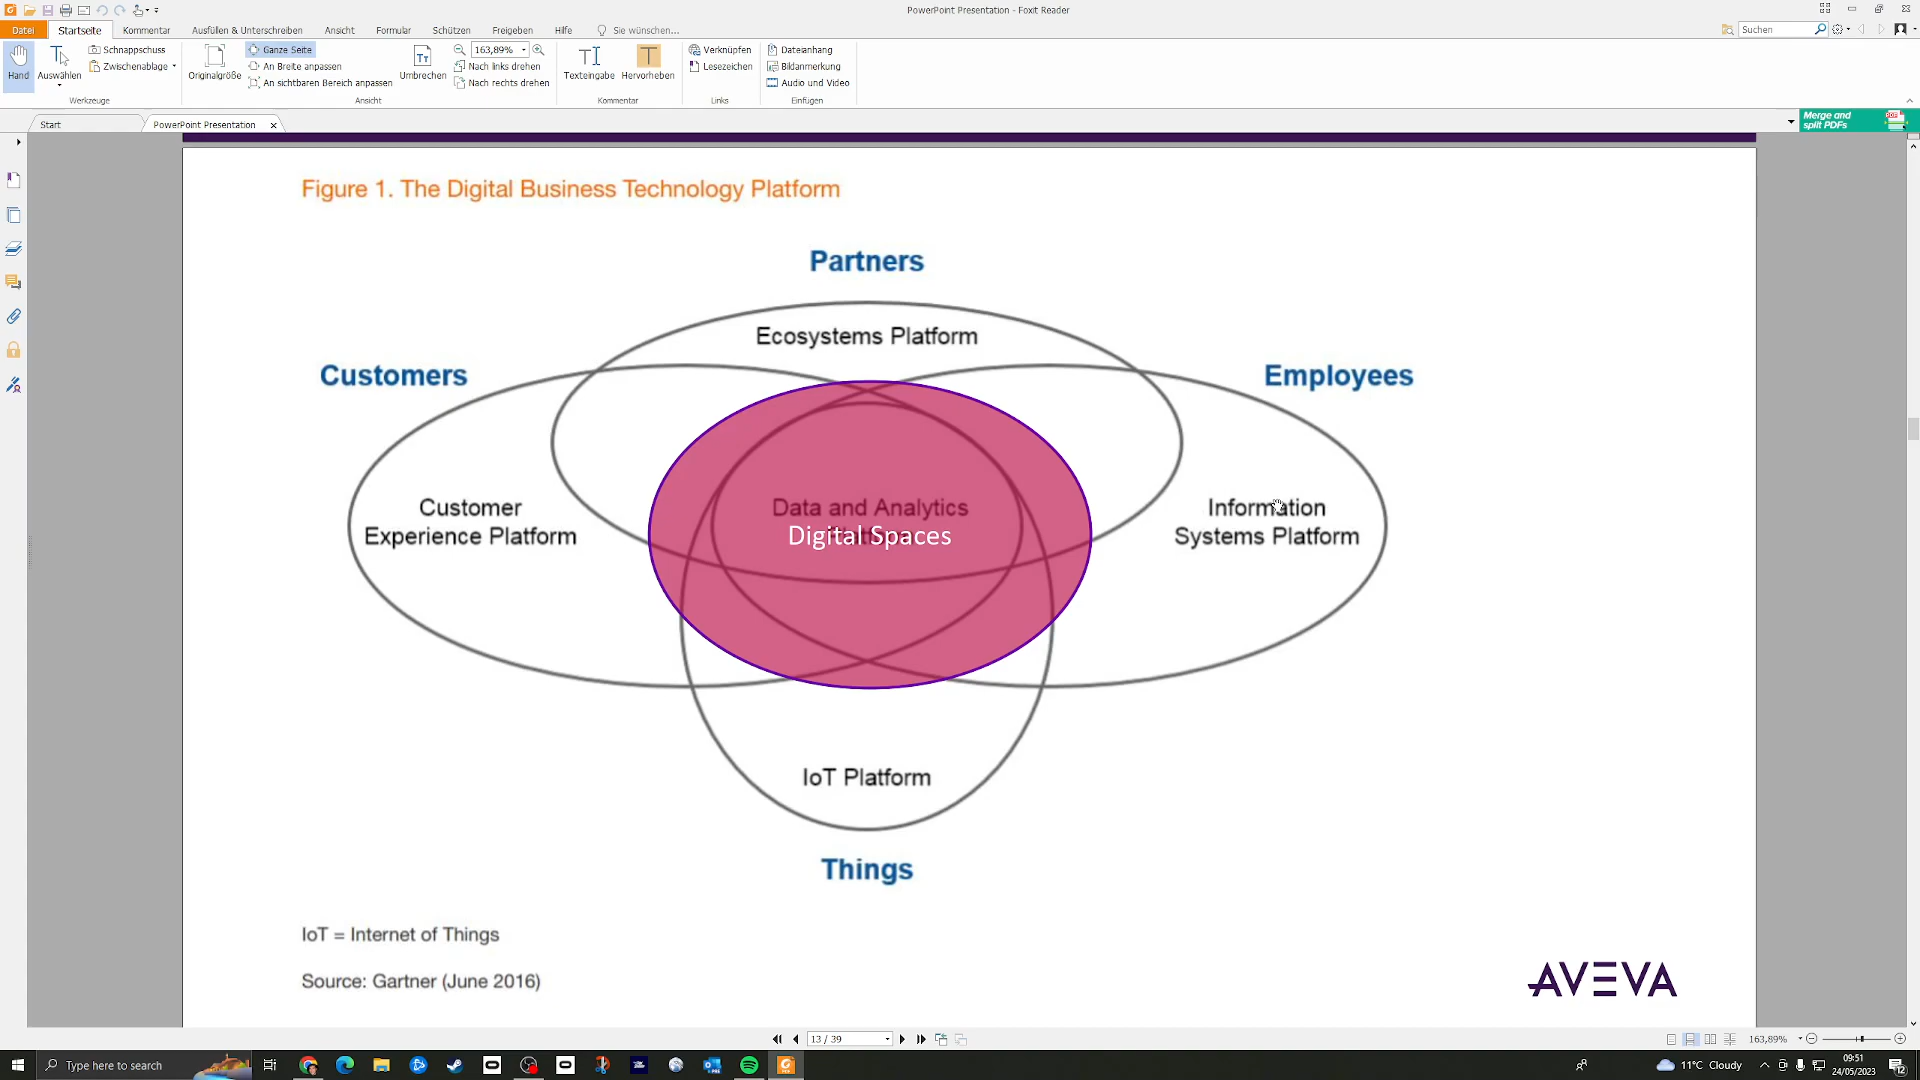 PowerPoint Presentation - Foxit Reader
Datei
Startseite
Kommentar
Ausfüllen & Unterschreiben
Ansicht
Formular
Schützen
Freigeben
Hilfe
Sie wünschen...
Suchen
Hand
Auswählen
Schnappschuss
Zwischenablage
Werkzeuge
Originalgröße
Ganze Seite
An Breite anpassen
An sichtbaren Bereich anpassen
Umbrechen
163,89%
Nach links drehen
Nach rechts drehen
Ansicht
Texteingabe
Hervorheben
Kommentar
Verknüpfen
Lesezeichen
Links
Dateianhang
Bildanmerkung
Audio und Video
Einfügen
Start
PowerPoint Presentation
Merge and
split PDFs
Figure 1. The Digital Business Technology Platform
Partners
Ecosystems Platform
Customers
Employees
Customer
Experience Platform
Data and Analytics
Digital Spaces
Information
Systems Platform
IoT Platform
Things
IoT = Internet of Things
Source: Gartner (June 2016)
AVEVA
13 / 39
163,89%
Type here to search
11°C Cloudy
09:51
24/05/2023